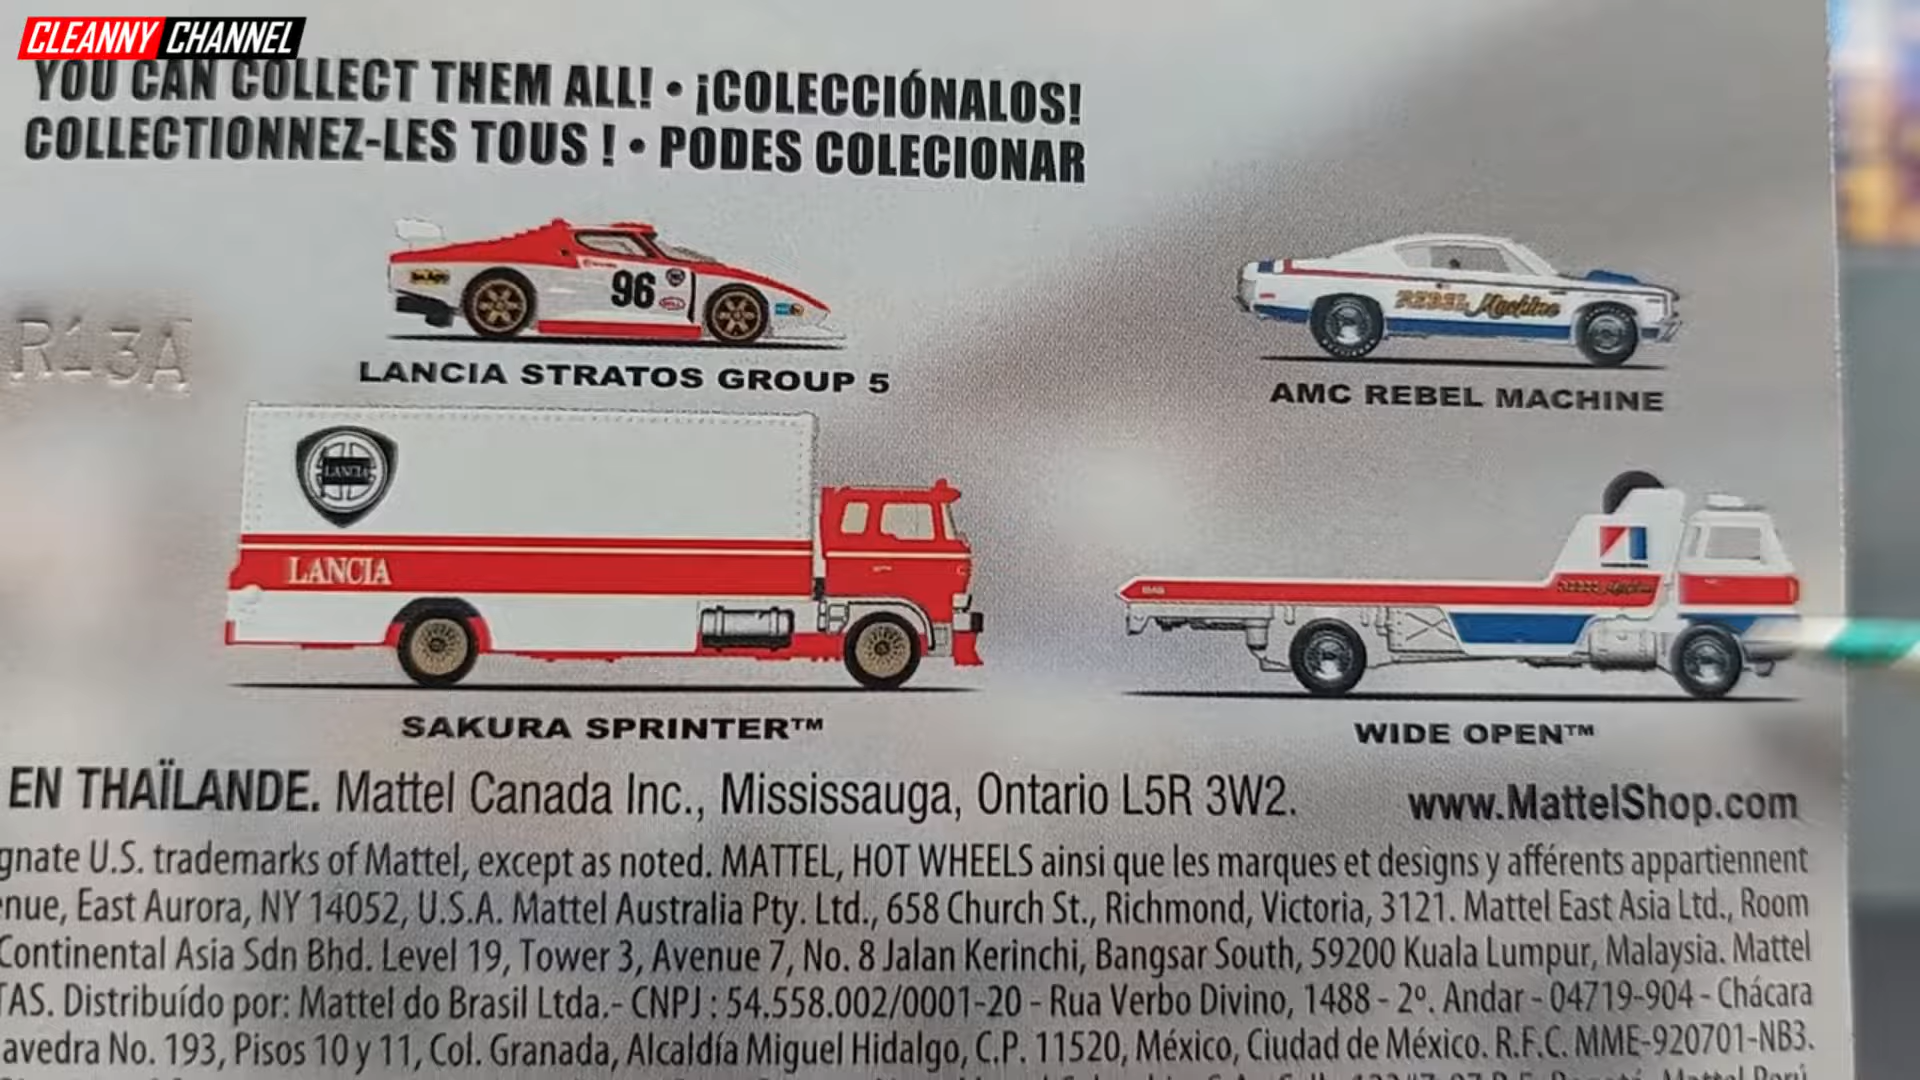 CLEANNY CHANNEL
YOU CAN COLLECT THEM ALL! • ¡COLECCIÓNALOS!
COLLECTIONNEZ-LES TOUS ! • PODES COLECIONAR
R13A
96
REBEL Machine
LANCIA STRATOS GROUP 5
AMC REBEL MACHINE
LANCIA
LANCIA
SAKURA SPRINTER™
WIDE OPEN™
EN THAÏLANDE. Mattel Canada Inc., Mississauga, Ontario L5R 3W2.
www.MattelShop.com
gnate U.S. trademarks of Mattel, except as noted. MATTEL, HOT WHEELS ainsi que les marques et designs y afférents appartiennent
nue, East Aurora, NY 14052, U.S.A. Mattel Australia Pty. Ltd., 658 Church St., Richmond, Victoria, 3121. Mattel East Asia Ltd., Room
Continental Asia Sdn Bhd. Level 19, Tower 3, Avenue 7, No. 8 Jalan Kerinchi, Bangsar South, 59200 Kuala Lumpur, Malaysia. Mattel
TAS. Distribuído por: Mattel do Brasil Ltda.- CNPJ : 54.558.002/0001-20 - Rua Verbo Divino, 1488 - 2º. Andar - 04719-904 - Chácara
avedra No. 193, Pisos 10 y 11, Col. Granada, Alcaldía Miguel Hidalgo, C.P. 11520, México, Ciudad de México. R.F.C. MME-920701-NB3.